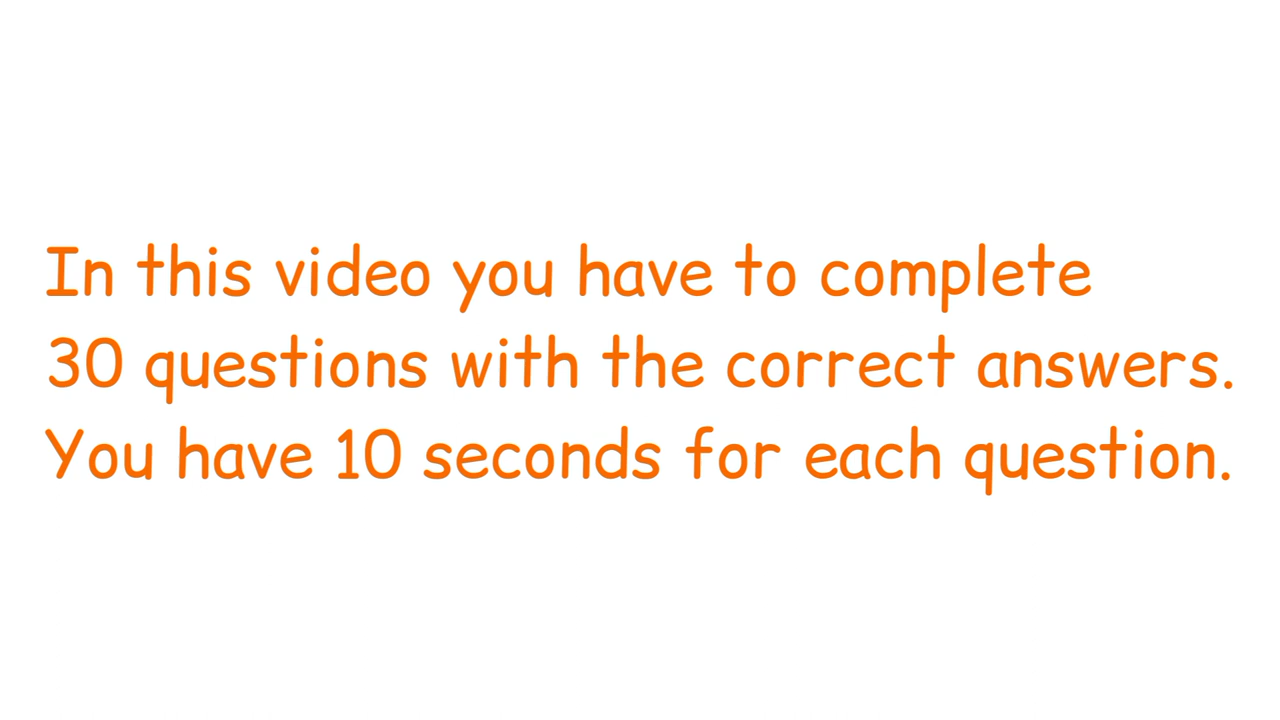 In this video you have to complete
30 questions with the correct answers.
You have 10 seconds for each question.